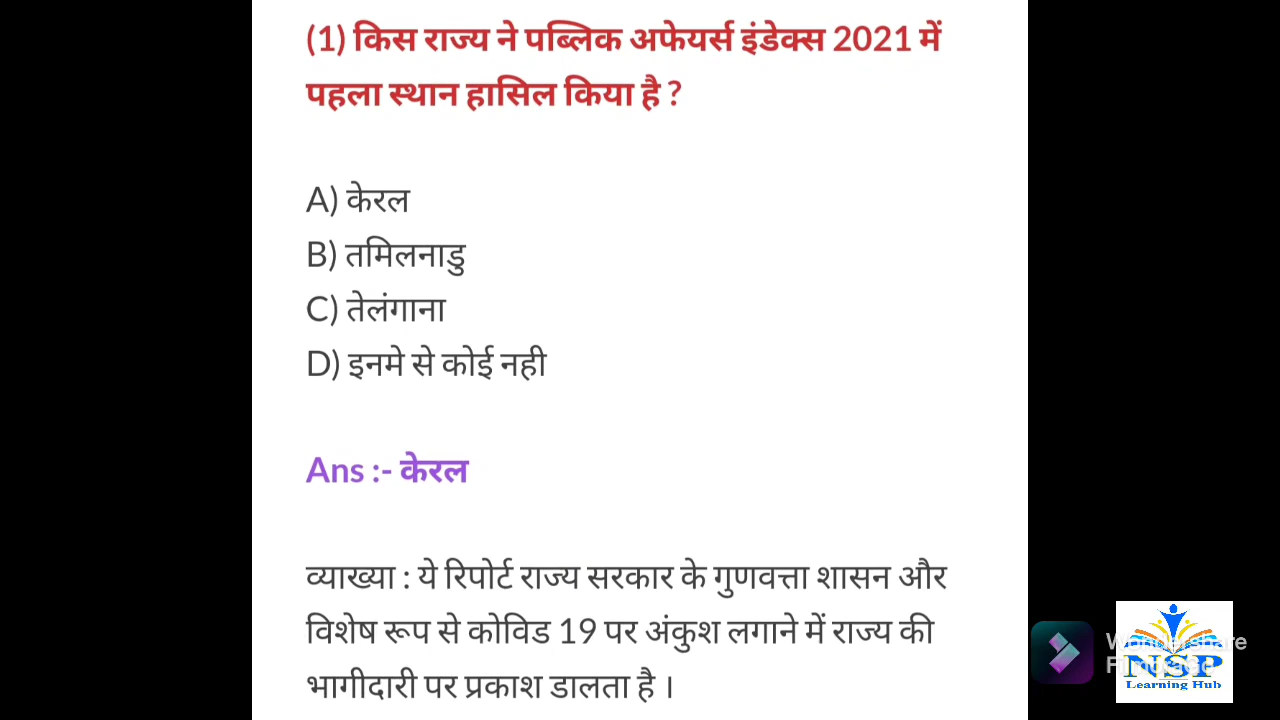 (1) किस राज्य ने पब्लिक अफेयर्स इंडेक्स 2021 में
पहला स्थान हासिल किया है ?
A) केरल
B) तमिलनाडु
C) तेलंगाना
D) इनमे से कोई नही
Ans :- केरल
व्याख्या : ये रिपोर्ट राज्य सरकार के गुणवत्ता शासन और
विशेष रूप से कोविड 19 पर अंकुश लगाने में राज्य की
भागीदारी पर प्रकाश डालता है ।
Wondershare
NSP
Learning Hub